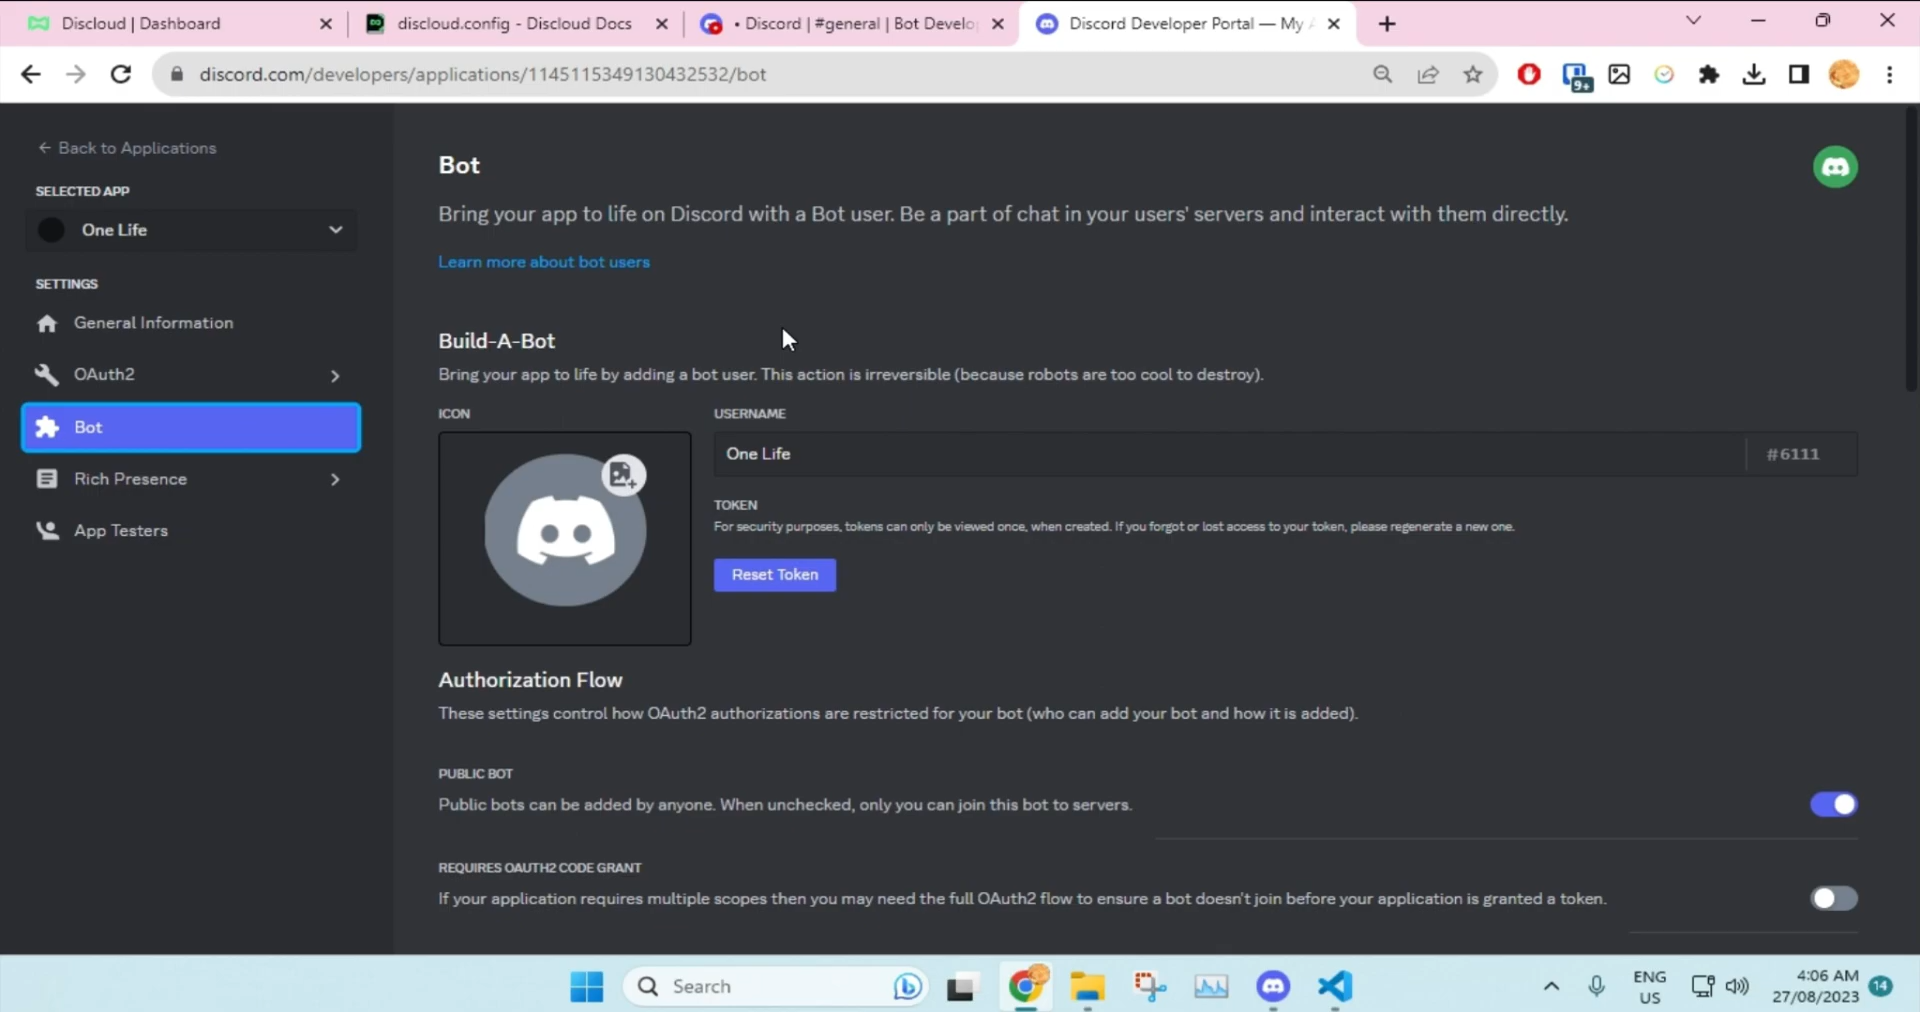 Discloud | Dashboard
discloud.config - Discloud Docs
• Discord | #general | Bot Develo
Discord Developer Portal — My
discord.com/developers/applications/1145115349130432532/bot
9+
← Back to Applications
SELECTED APP
One Life
SETTINGS
General Information
OAuth2
Bot
Rich Presence
App Testers
Bot
Bring your app to life on Discord with a Bot user. Be a part of chat in your users' servers and interact with them directly.
Learn more about bot users
Build-A-Bot
Bring your app to life by adding a bot user. This action is irreversible (because robots are too cool to destroy).
ICON
USERNAME
One Life
#6111
TOKEN
For security purposes, tokens can only be viewed once, when created. If you forgot or lost access to your token, please regenerate a new one.
Reset Token
Authorization Flow
These settings control how OAuth2 authorizations are restricted for your bot (who can add your bot and how it is added).
PUBLIC BOT
Public bots can be added by anyone. When unchecked, only you can join this bot to servers.
REQUIRES OAUTH2 CODE GRANT
If your application requires multiple scopes then you may need the full OAuth2 flow to ensure a bot doesn't join before your application is granted a token.
Search
ENG
US
4:06 AM
27/08/2023
14